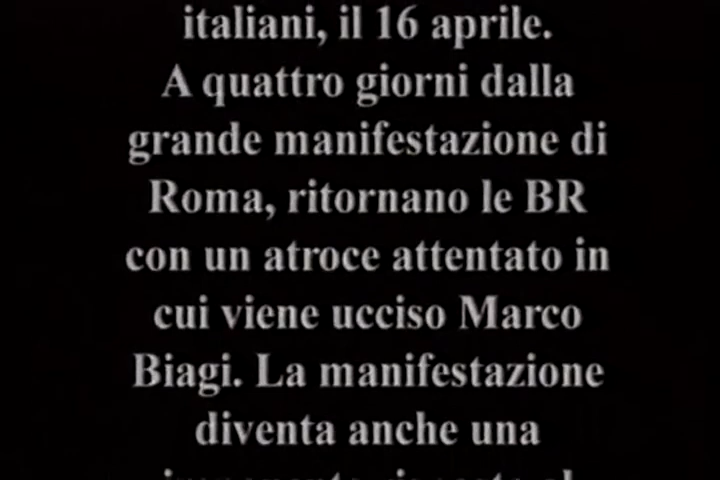 italiani, il 16 aprile.
A quattro giorni dalla
grande manifestazione di
Roma, ritornano le BR
con un atroce attentato in
cui viene ucciso Marco
Biagi. La manifestazione
diventa anche una